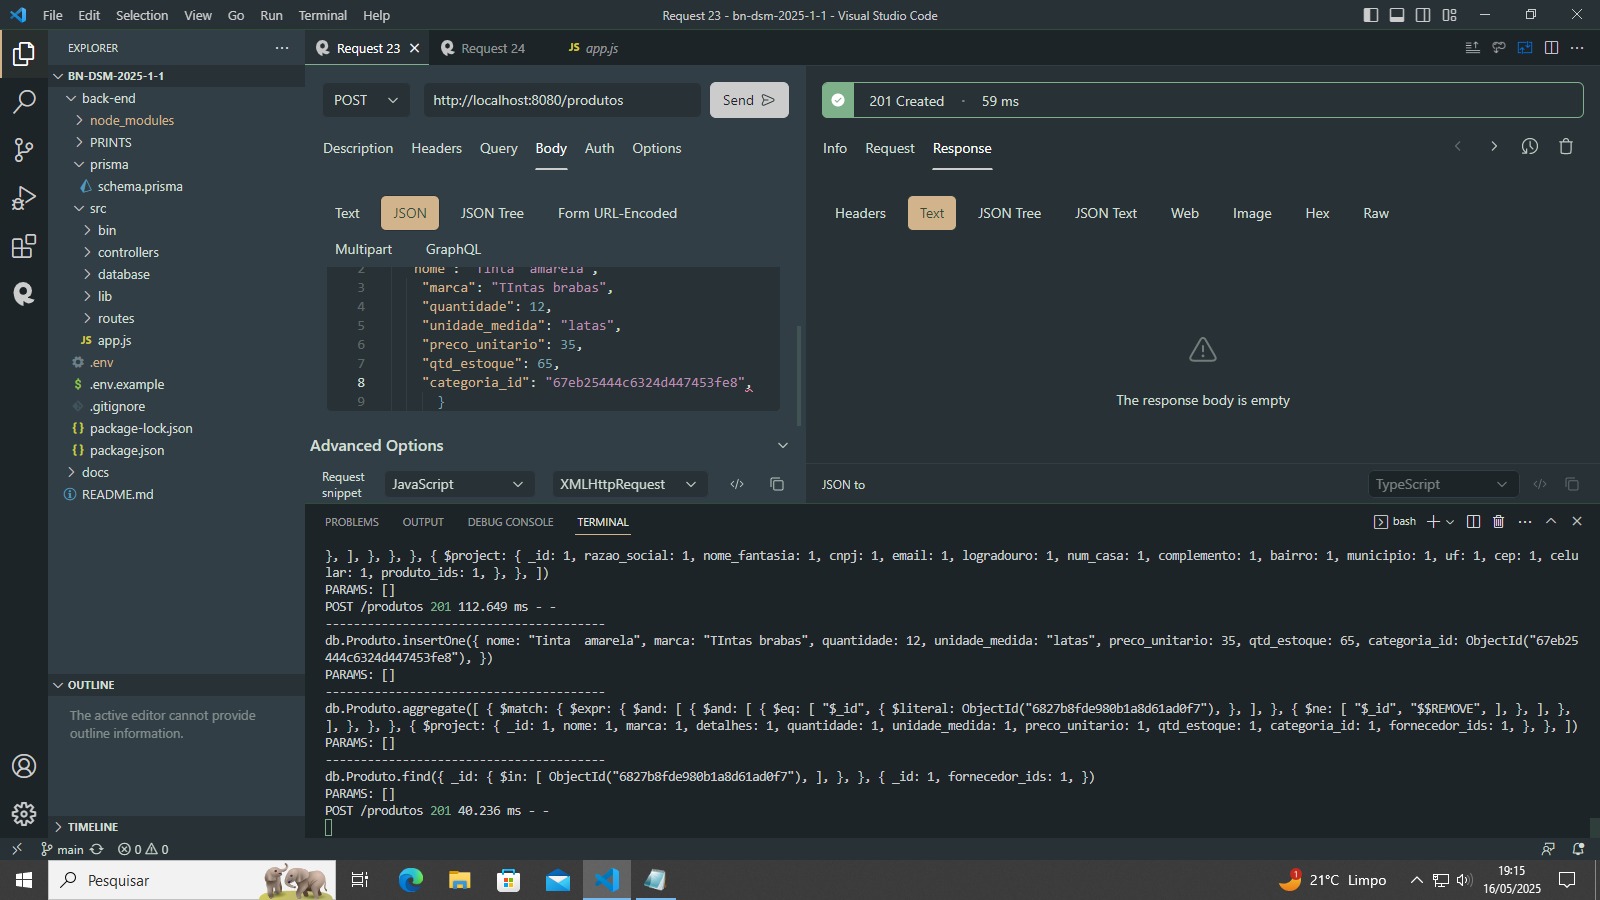 File Edit Selection View Go Run Terminal Help
Request 23 - bn-dsm-2025-1-1 - Visual Studio Code
EXPLORER
BN-DSM-2025-1-1
back-end
node_modules
PRINTS
prisma
schema.prisma
src
bin
controllers
database
lib
routes
JS app.js
.env
$ .env.example
.gitignore
{} package-lock.json
{} package.json
docs
README.md
OUTLINE
The active editor cannot provide
outline information.
TIMELINE
Request 23 Request 24 JS app.js
POST http://localhost:8080/produtos Send
Description Headers Query Body Auth Options
Text JSON JSON Tree Form URL-Encoded
Multipart GraphQL
2 "nome": "Tinta  amarela",
3 "marca": "TIntas brabas",
4 "quantidade": 12,
5 "unidade_medida": "latas",
6 "preco_unitario": 35,
7 "qtd_estoque": 65,
8 "categoria_id": "67eb25444c6324d447453fe8",
9 }
Advanced Options
Request
snippet
JavaScript XMLHttpRequest
201 Created · 59 ms
Info Request Response
Headers Text JSON Tree JSON Text Web Image Hex Raw
The response body is empty
JSON to TypeScript
PROBLEMS OUTPUT DEBUG CONSOLE TERMINAL
bash
}, ], }, }, }, { $project: { _id: 1, razao_social: 1, nome_fantasia: 1, cnpj: 1, email: 1, logradouro: 1, num_casa: 1, complemento: 1, bairro: 1, municipio: 1, uf: 1, cep: 1, celu
lar: 1, produto_ids: 1, }, }, ])
PARAMS: []
POST /produtos 201 112.649 ms - -
----------------------------------------
db.Produto.insertOne({ nome: "Tinta  amarela", marca: "TIntas brabas", quantidade: 12, unidade_medida: "latas", preco_unitario: 35, qtd_estoque: 65, categoria_id: ObjectId("67eb25
444c6324d447453fe8"), })
PARAMS: []
----------------------------------------
db.Produto.aggregate([ { $match: { $expr: { $and: [ { $and: [ { $eq: [ "$_id", { $literal: ObjectId("6827b8fde980b1a8d61ad0f7"), }, ], }, { $ne: [ "$_id", "$$REMOVE", ], }, ], },
], }, }, }, { $project: { _id: 1, nome: 1, marca: 1, detalhes: 1, quantidade: 1, unidade_medida: 1, preco_unitario: 1, qtd_estoque: 1, categoria_id: 1, fornecedor_ids: 1, }, }, ])
PARAMS: []
----------------------------------------
db.Produto.find({ _id: { $in: [ ObjectId("6827b8fde980b1a8d61ad0f7"), ], }, }, { _id: 1, fornecedor_ids: 1, })
PARAMS: []
POST /produtos 201 40.236 ms - -
main 0 0
Pesquisar
1
21°C Limpo
19:15
16/05/2025